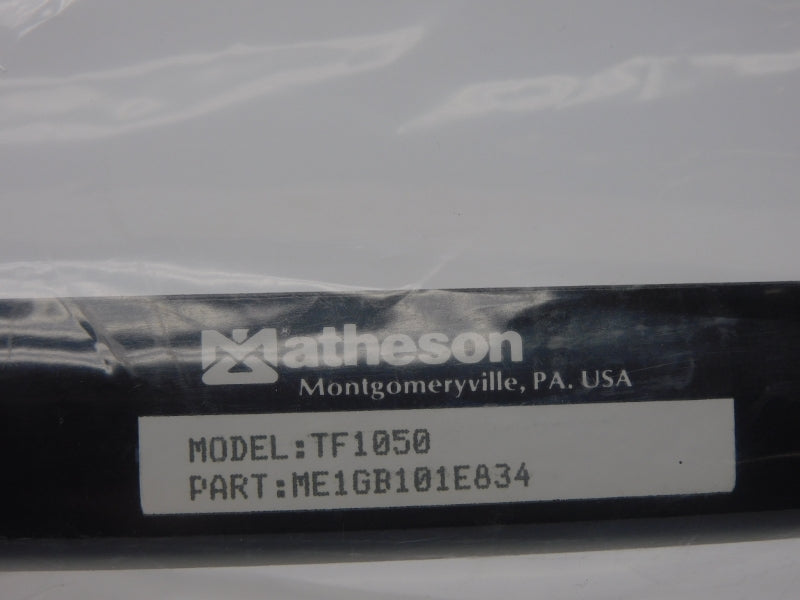 Matheson®
Montgomeryville, PA. USA
MODEL:TF1050
PART:ME1GB101E834